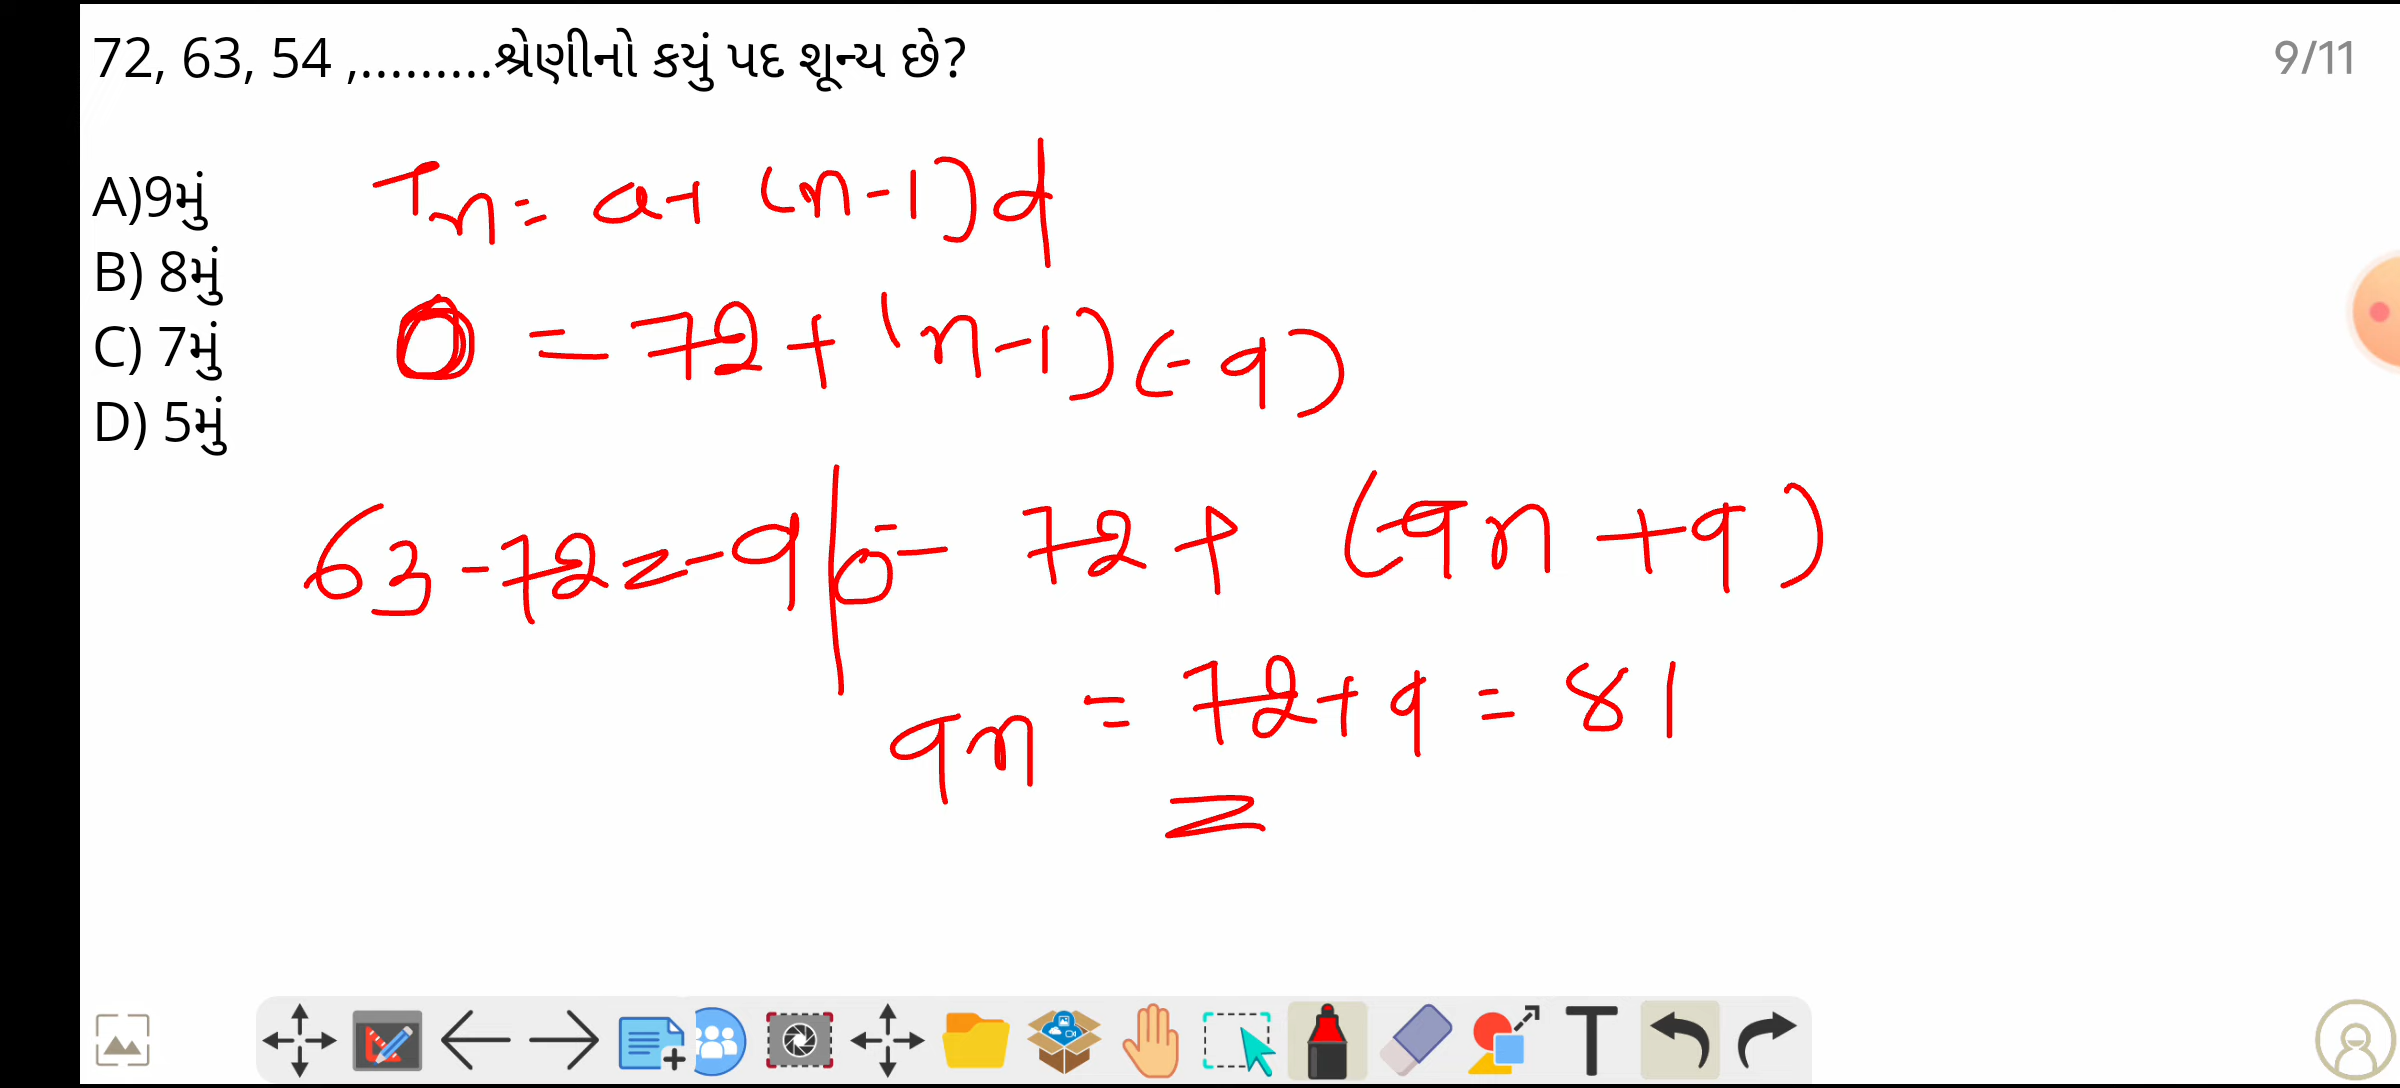 72, 63, 54 ,.........શ્રેણીનો કયું પદ શૂન્ય છે?
9/11
A)9મું
B) 8મું
C) 7મું
D) 5મું
Tn = a+ (n-1)d
0 = 72+(n-1)(-9)
63-72=-9
0= 72+ (-9n+9)
9n = 72+9 = 81
=
T